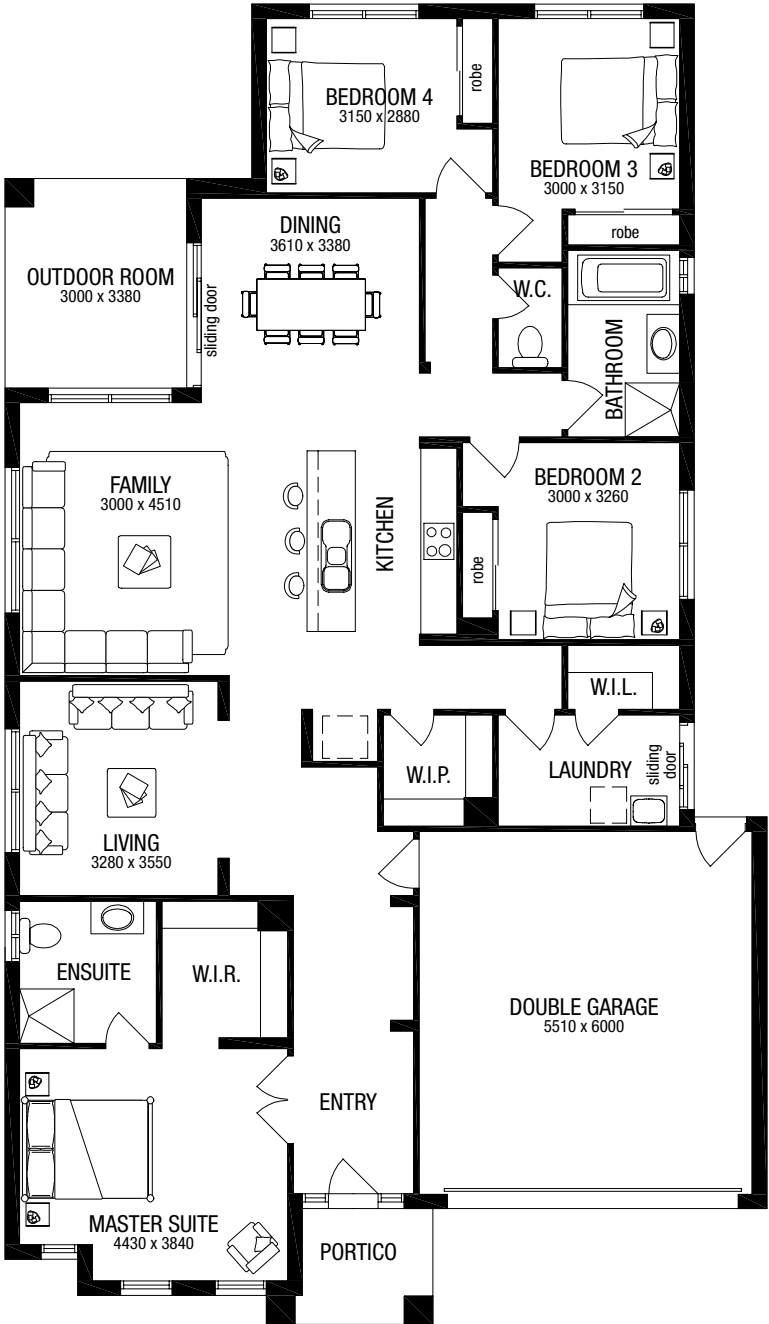 BEDROOM 4
3150 x 2880
robe
BEDROOM 3
3000 x 3150
robe
DINING
3610 x 3380
OUTDOOR ROOM
3000 x 3380
sliding door
W.C.
BATHROOM
FAMILY
3000 x 4510
KITCHEN
BEDROOM 2
3000 x 3260
robe
W.I.L.
W.I.P.
LAUNDRY
sliding
door
LIVING
3280 x 3550
ENSUITE
W.I.R.
DOUBLE GARAGE
5510 x 6000
ENTRY
MASTER SUITE
4430 x 3840
PORTICO